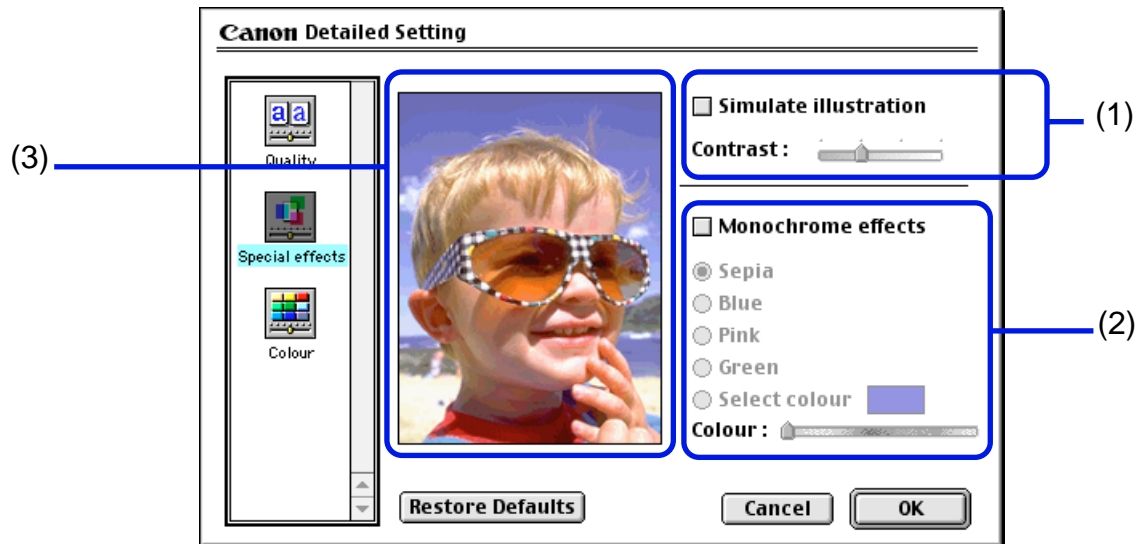 Canon Detailed Setting
(1)
(2)
(3)
aa
Quality
Special effects
Colour
Simulate illustration
Contrast :
Monochrome effects
Sepia
Blue
Pink
Green
Select colour
Colour :
Restore Defaults
Cancel
OK